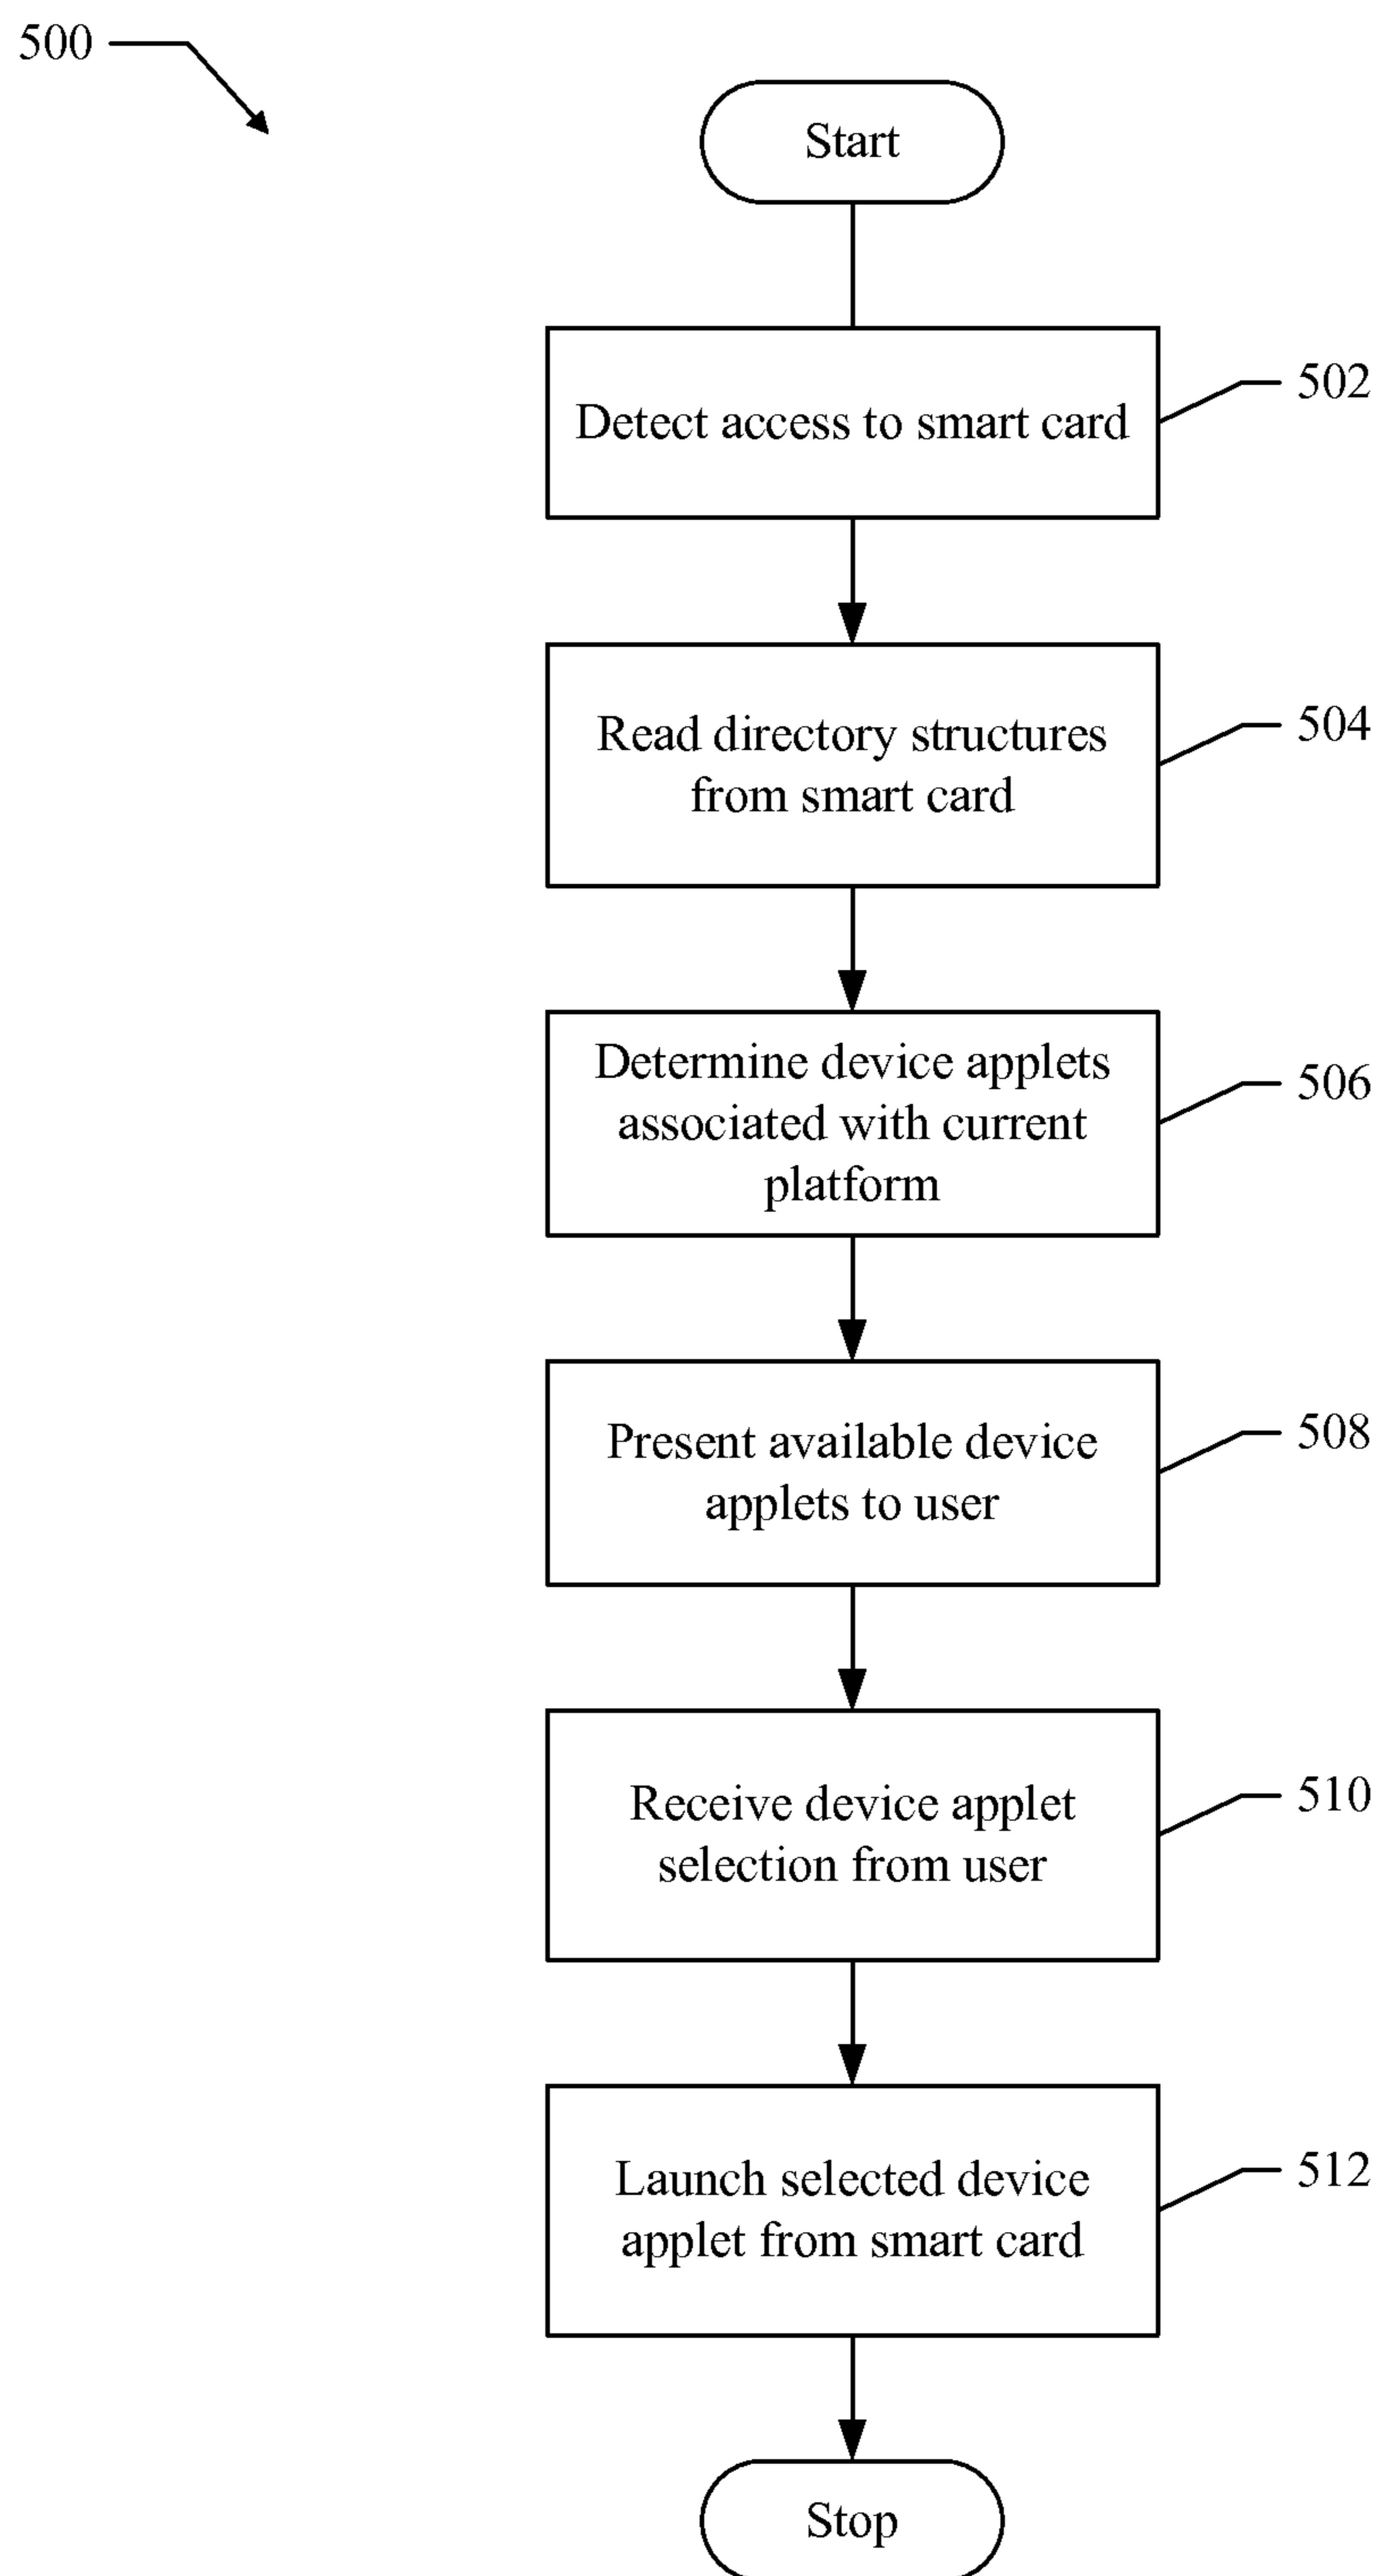 500
Start
Detect access to smart card
502
Read directory structures
from smart card
504
Determine device applets
associated with current
platform
506
Present available device
applets to user
508
Receive device applet
selection from user
510
Launch selected device
applet from smart card
512
Stop